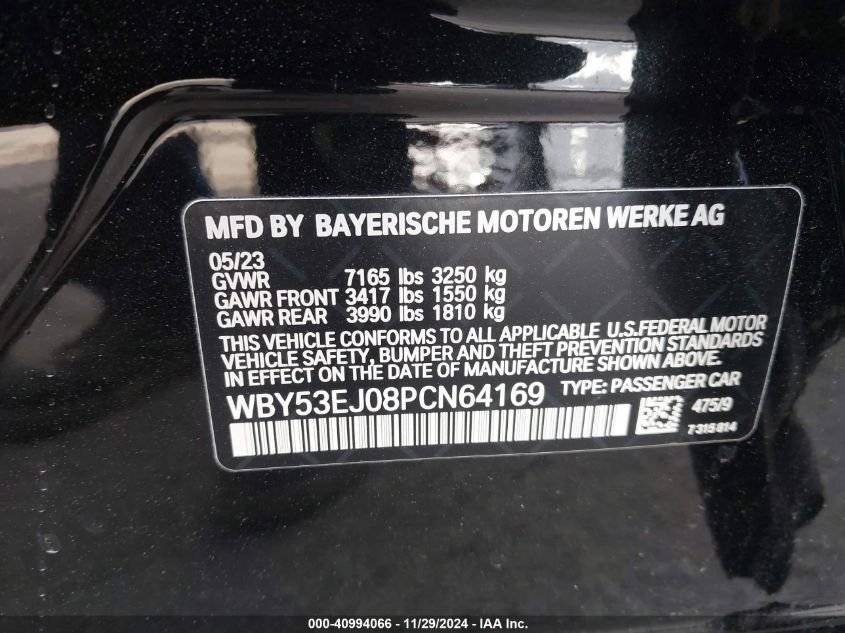 MFD BY BAYERISCHE MOTOREN WERKE AG
05/23
GVWR 7165 lbs 3250 kg
GAWR FRONT 3417 lbs 1550 kg
GAWR REAR 3990 lbs 1810 kg
THIS VEHICLE CONFORMS TO ALL APPLICABLE U.S.FEDERAL MOTOR
VEHICLE SAFETY, BUMPER AND THEFT PREVENTION STANDARDS
IN EFFECT ON THE DATE OF MANUFACTURE SHOWN ABOVE.
WBY53EJ08PCN64169 TYPE: PASSENGER CAR
475/9
7315814
000-40994066 - 11/29/2024 - IAA Inc.